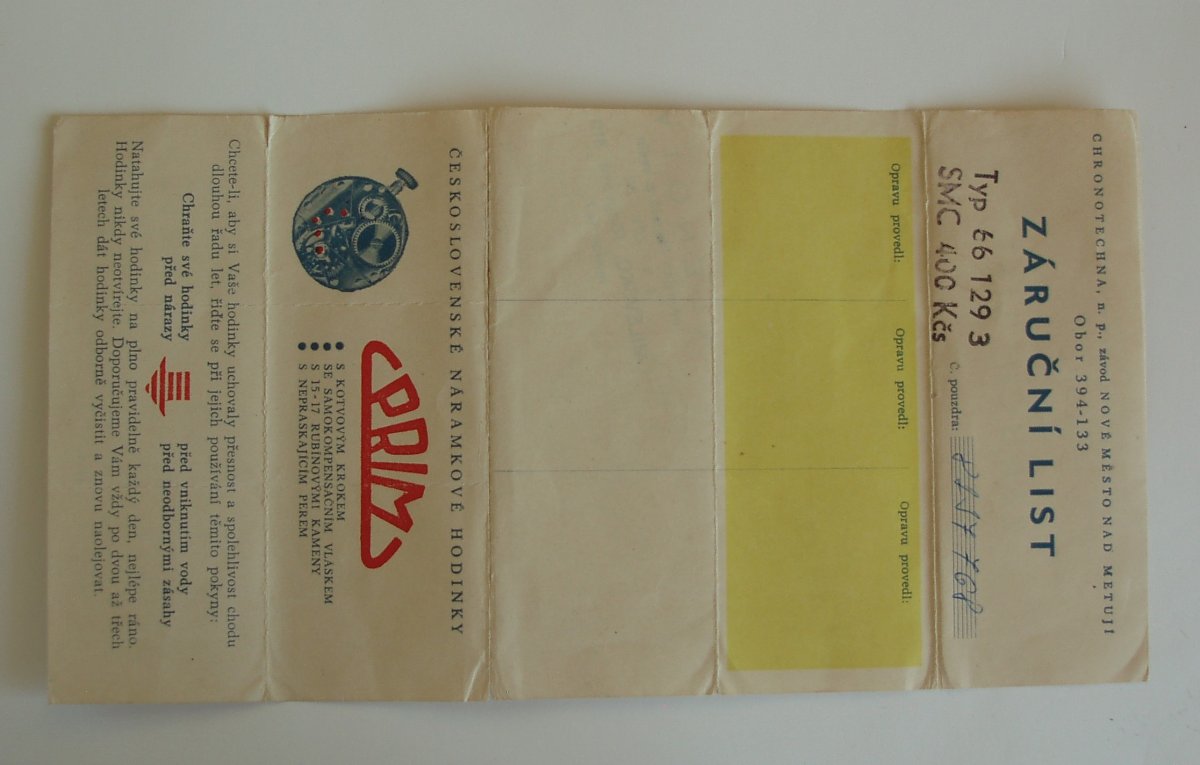 CHRONOTECHNA, n. p., závod NOVÉ MĚSTO NAD METUJÍ
Obor 394-133
ZÁRUČNÍ LIST
Typ 66 129 3
SMC 400 Kčs
Č. pouzdra:
Opravu provedl:
Opravu provedl:
Opravu provedl:
ČESKOSLOVENSKÉ NÁRAMKOVÉ HODINKY
PRIM
● S KOTVOVÝM KROKEM
● SE SAMOKOMPENSAČNÍM VLÁSKEM
● S 15-17 RUBINOVÝMI KAMENY
● S NEPRASKAJÍCÍM PEREM
Chcete-li, aby si Vaše hodinky uchovaly přesnost a spolehlivost chodu
dlouhou řadu let, řiďte se při jejich používání těmito pokyny:
Chraňte své hodinky
před nárazy
před vniknutím vody
před neodbornými zásahy
Natahujte své hodinky na plno pravidelně každý den, nejlépe ráno.
Hodinky nikdy neotvírejte. Doporučujeme Vám vždy po dvou až třech
letech dát hodinky odborně vyčistit a znovu naolejovat.